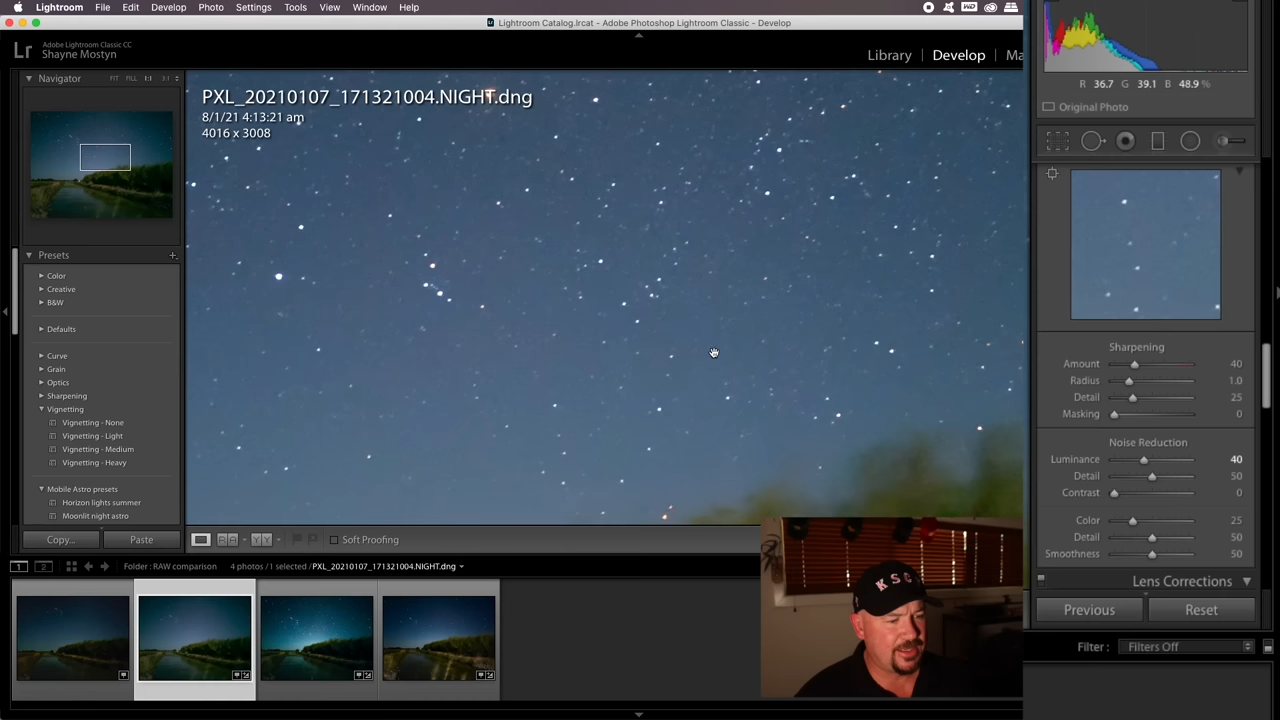 Lightroom File Edit Develop Photo Settings Tools View Window Help
Lr Lightroom Catalog.lrcat - Adobe Photoshop Lightroom Classic - Develop
Lr Adobe Lightroom Classic CC
Shayne Mostyn
Library Develop Ma
Navigator FIT FILL 1:1 3:1
PXL_20210107_171321004.NIGHT.dng
8/1/21 4:13:21 am
4016 x 3008
R 36.7 G 39.1 B 48.9 %
Original Photo
Presets
Color
Creative
B&W
Defaults
Curve
Grain
Optics
Sharpening
Vignetting
Vignetting - None
Vignetting - Light
Vignetting - Medium
Vignetting - Heavy
Mobile Astro presets
Horizon lights summer
Moonlit night astro
Copy... Paste
Sharpening
Amount 40
Radius 1.0
Detail 25
Masking 0
Noise Reduction
Luminance 40
Detail 50
Contrast 0
Color 25
Detail 50
Smoothness 50
Lens Corrections
Previous Reset
R A Y Y Soft Proofing
1 2 Folder : RAW comparison 4 photos / 1 selected / PXL_20210107_171321004.NIGHT.dng
Filter : Filters Off
KSC